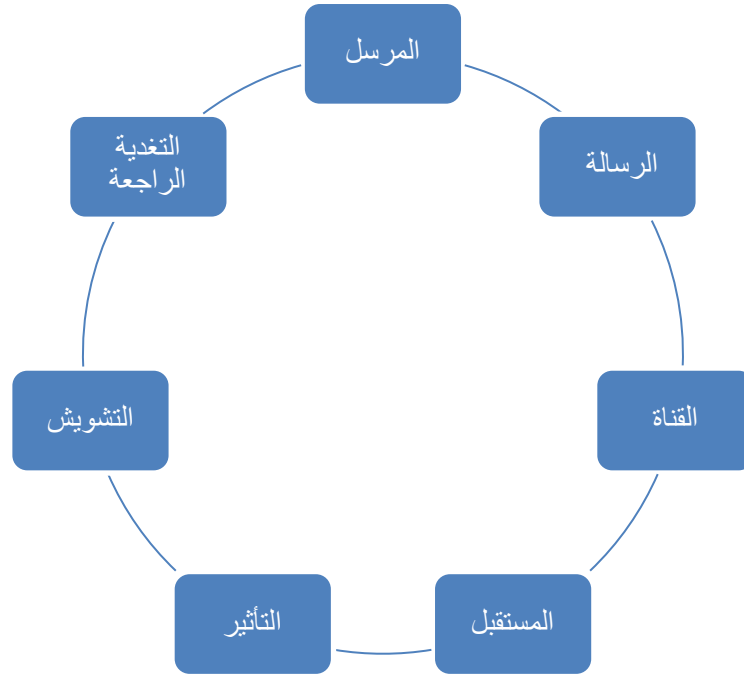 المرسل
الرسالة
القناة
المستقبل
التأثير
التشويش
التغدية
الراجعة